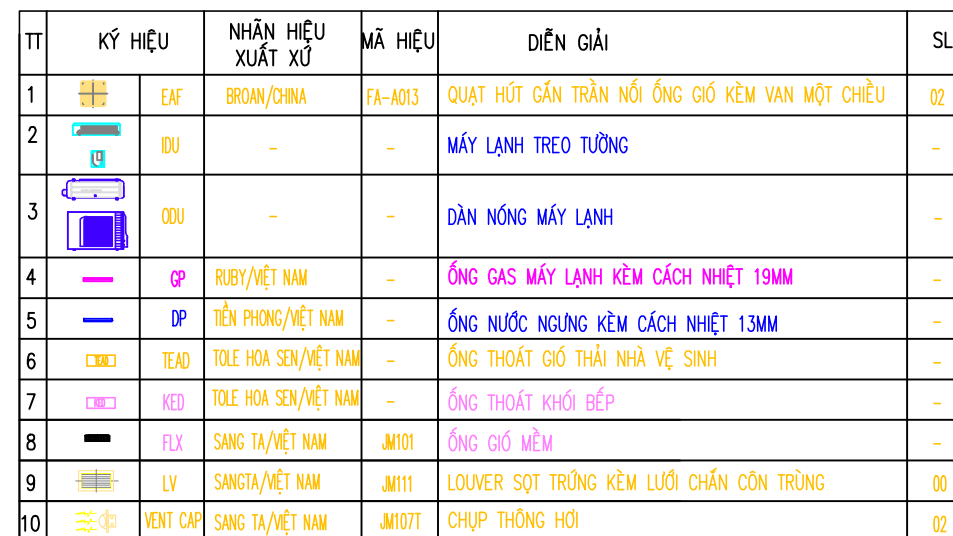 TT KÝ HIỆU NHÃN HIỆU XUẤT XỨ MÃ HIỆU DIỄN GIẢI SL
1 EAF BROAN/CHINA FA-A013 QUẠT HÚT GẮN TRẦN NỐI ỐNG GIÓ KÈM VAN MỘT CHIỀU 02
2 IDU - - MÁY LẠNH TREO TƯỜNG -
3 ODU - - DÀN NÓNG MÁY LẠNH -
4 GP RUBY/VIỆT NAM - ỐNG GAS MÁY LẠNH KÈM CÁCH NHIỆT 19MM -
5 DP TIỀN PHONG/VIỆT NAM - ỐNG NƯỚC NGƯNG KÈM CÁCH NHIỆT 13MM -
6 TEAD TEAD TOLE HOA SEN/VIỆT NAM - ỐNG THOÁT GIÓ THẢI NHÀ VỆ SINH -
7 KED KED TOLE HOA SEN/VIỆT NAM - ỐNG THOÁT KHÓI BẾP -
8 FLX SANG TA/VIỆT NAM JM101 ỐNG GIÓ MỀM -
9 LV SANGTA/VIỆT NAM JM111 LOUVER SỌT TRỨNG KÈM LƯỚI CHẮN CÔN TRÙNG 00
10 VENT CAP SANG TA/VIỆT NAM JM107T CHỤP THÔNG HƠI 02